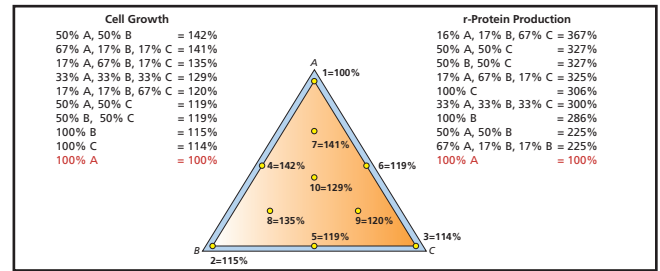 Cell Growth
50% A, 50% B = 142%
67% A, 17% B, 17% C = 141%
17% A, 67% B, 17% C = 135%
33% A, 33% B, 33% C = 129%
17% A, 17% B, 67% C = 120%
50% A, 50% C = 119%
50% B, 50% C = 119%
100% B = 115%
100% C = 114%
100% A = 100%
r-Protein Production
16% A, 17% B, 67% C = 367%
50% A, 50% C = 327%
50% B, 50% C = 327%
17% A, 67% B, 17% C = 325%
100% C = 306%
33% A, 33% B, 33% C = 300%
100% B = 286%
50% A, 50% B = 225%
67% A, 17% B, 17% B = 225%
100% A = 100%
A
1=100%
7=141%
4=142%
6=119%
10=129%
8=135%
9=120%
5=119%
3=114%
B
C
2=115%